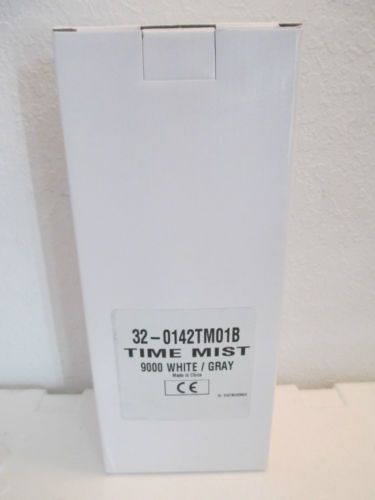 32-0142TM01B
TIME MIST
9000 WHITE / GRAY
Made in China
CE